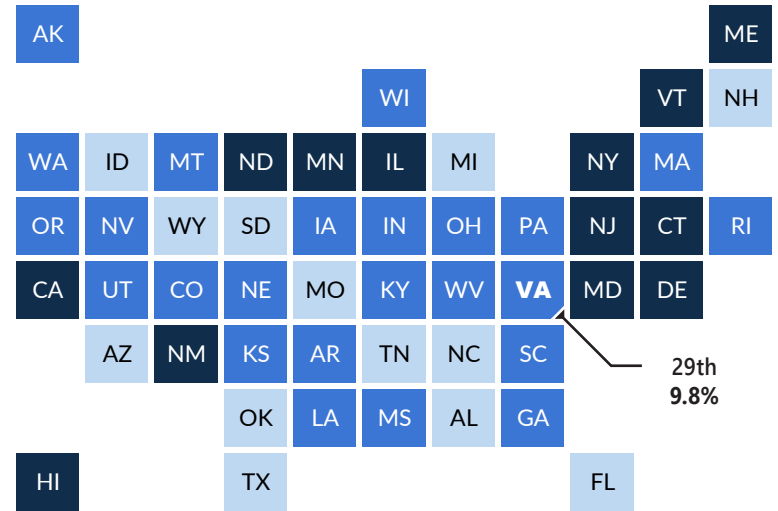 AK ME
WI VT NH
WA ID MT ND MN IL MI NY MA
OR NV WY SD IA IN OH PA NJ CT RI
CA UT CO NE MO KY WV VA MD DE
AZ NM KS AR TN NC SC
29th
9.8%
OK LA MS AL GA
HI TX FL